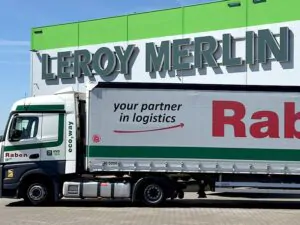 LEROY MERLIN
your partner
in logistics
Rab
Raben